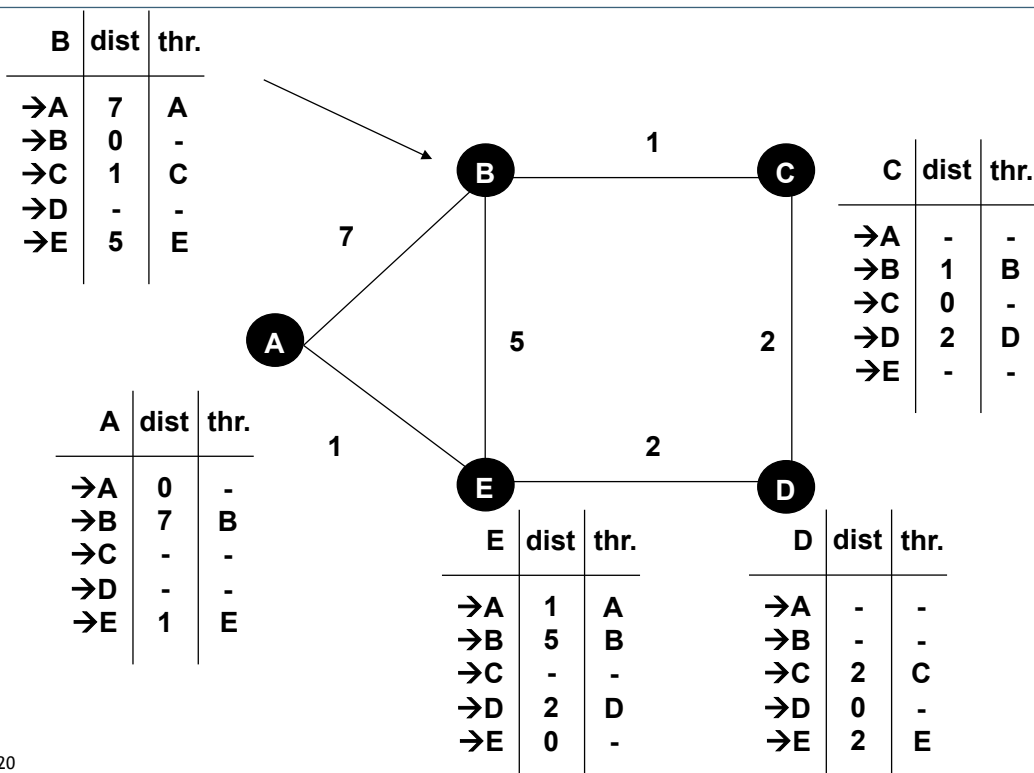 B dist thr.
→A 7 A
→B 0 -
→C 1 C
→D - -
→E 5 E
1
B
C
C dist thr.
→A - -
→B 1 B
→C 0 -
→D 2 D
→E - -
7
A
5
2
A dist thr.
→A 0 -
→B 7 B
→C - -
→D - -
→E 1 E
1
2
E
D
E dist thr.
→A 1 A
→B 5 B
→C - -
→D 2 D
→E 0 -
D dist thr.
→A - -
→B - -
→C 2 C
→D 0 -
→E 2 E
20